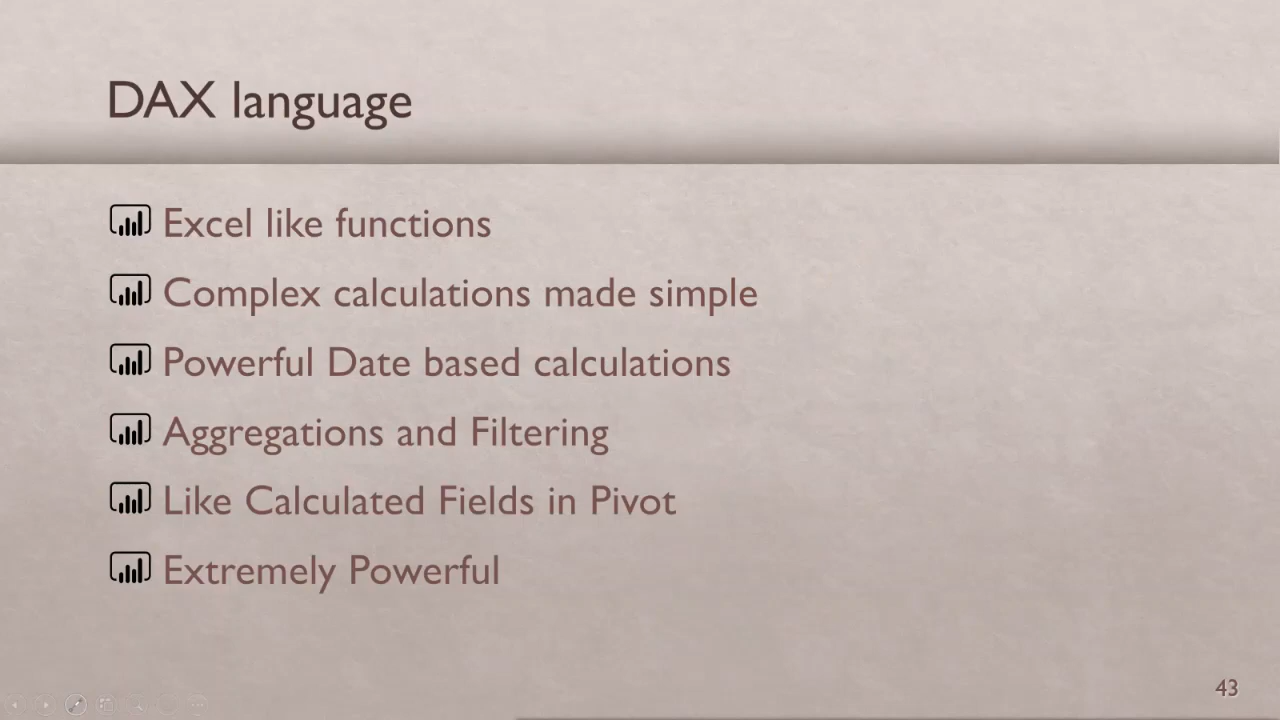 DAX language
Excel like functions
Complex calculations made simple
Powerful Date based calculations
Aggregations and Filtering
Like Calculated Fields in Pivot
Extremely Powerful
43